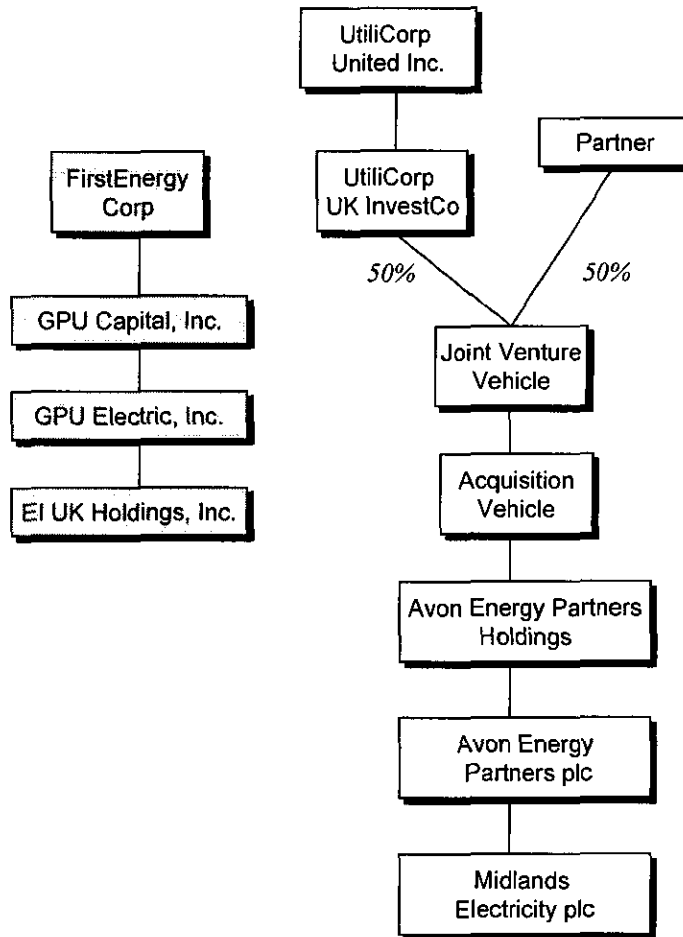 UtiliCorp
United Inc.
FirstEnergy
Corp
UtiliCorp
UK InvestCo
Partner
50%
50%
GPU Capital, Inc.
Joint Venture
Vehicle
GPU Electric, Inc.
Acquisition
Vehicle
EI UK Holdings, Inc.
Avon Energy Partners
Holdings
Avon Energy
Partners plc
Midlands
Electricity plc